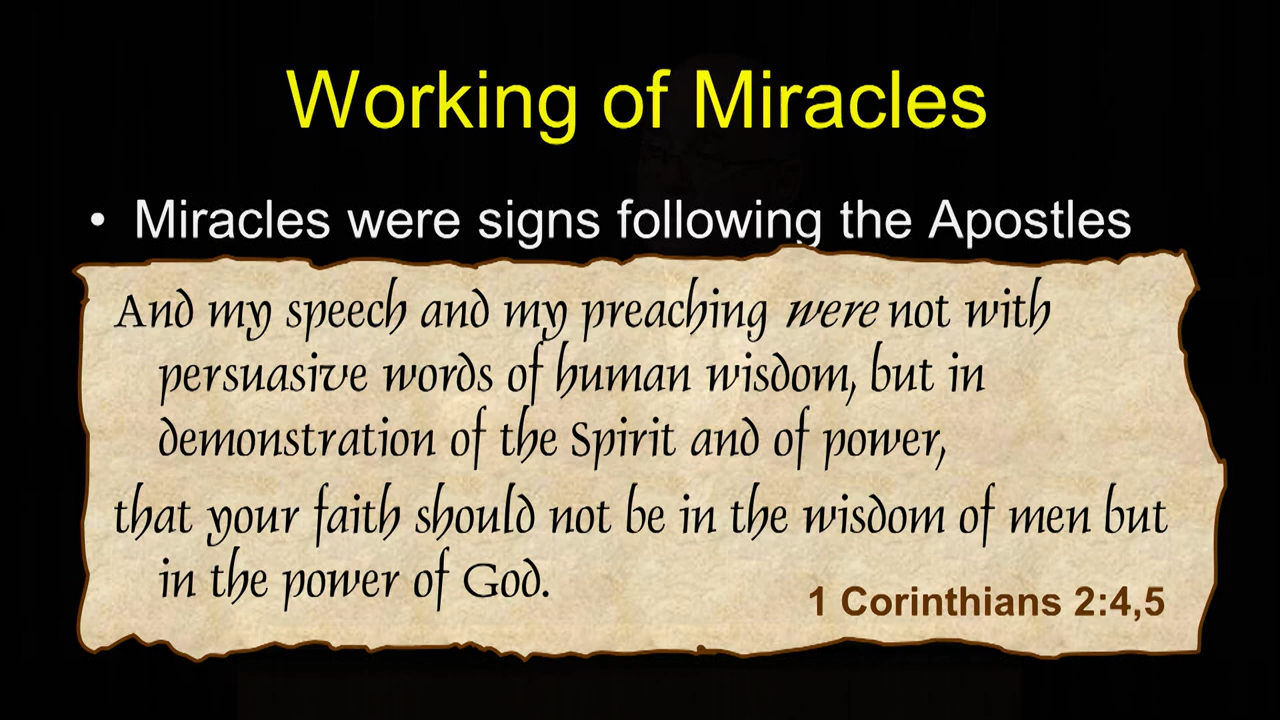 Working of Miracles
• Miracles were signs following the Apostles
And my speech and my preaching were not with
persuasive words of human wisdom, but in
demonstration of the Spirit and of power,
that your faith should not be in the wisdom of men but
in the power of God.
1 Corinthians 2:4,5